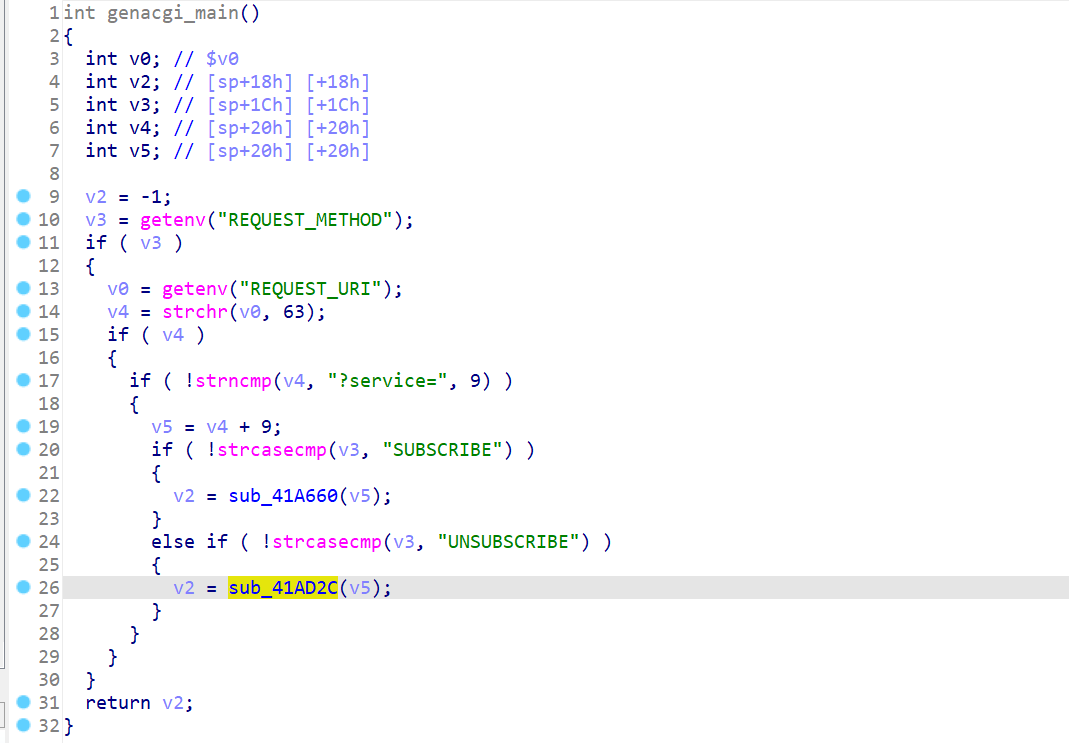 1 int genacgi_main()
2 {
3 int v0; // $v0
4 int v2; // [sp+18h] [+18h]
5 int v3; // [sp+1Ch] [+1Ch]
6 int v4; // [sp+20h] [+20h]
7 int v5; // [sp+20h] [+20h]
8
9 v2 = -1;
10 v3 = getenv("REQUEST_METHOD");
11 if ( v3 )
12 {
13 v0 = getenv("REQUEST_URI");
14 v4 = strchr(v0, 63);
15 if ( v4 )
16 {
17 if ( !strncmp(v4, "?service=", 9) )
18 {
19 v5 = v4 + 9;
20 if ( !strcasecmp(v3, "SUBSCRIBE") )
21 {
22 v2 = sub_41A660(v5);
23 }
24 else if ( !strcasecmp(v3, "UNSUBSCRIBE") )
25 {
26 v2 = sub_41AD2C(v5);
27 }
28 }
29 }
30 }
31 return v2;
32 }